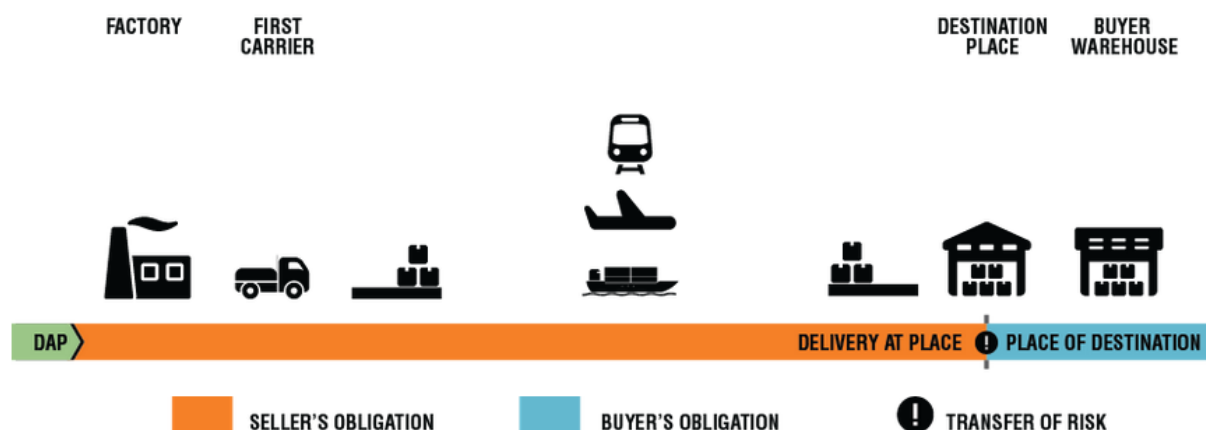 FACTORY
FIRST
CARRIER
DESTINATION
PLACE
BUYER
WAREHOUSE
DAP
DELIVERY AT PLACE
PLACE OF DESTINATION
SELLER'S OBLIGATION
BUYER'S OBLIGATION
TRANSFER OF RISK